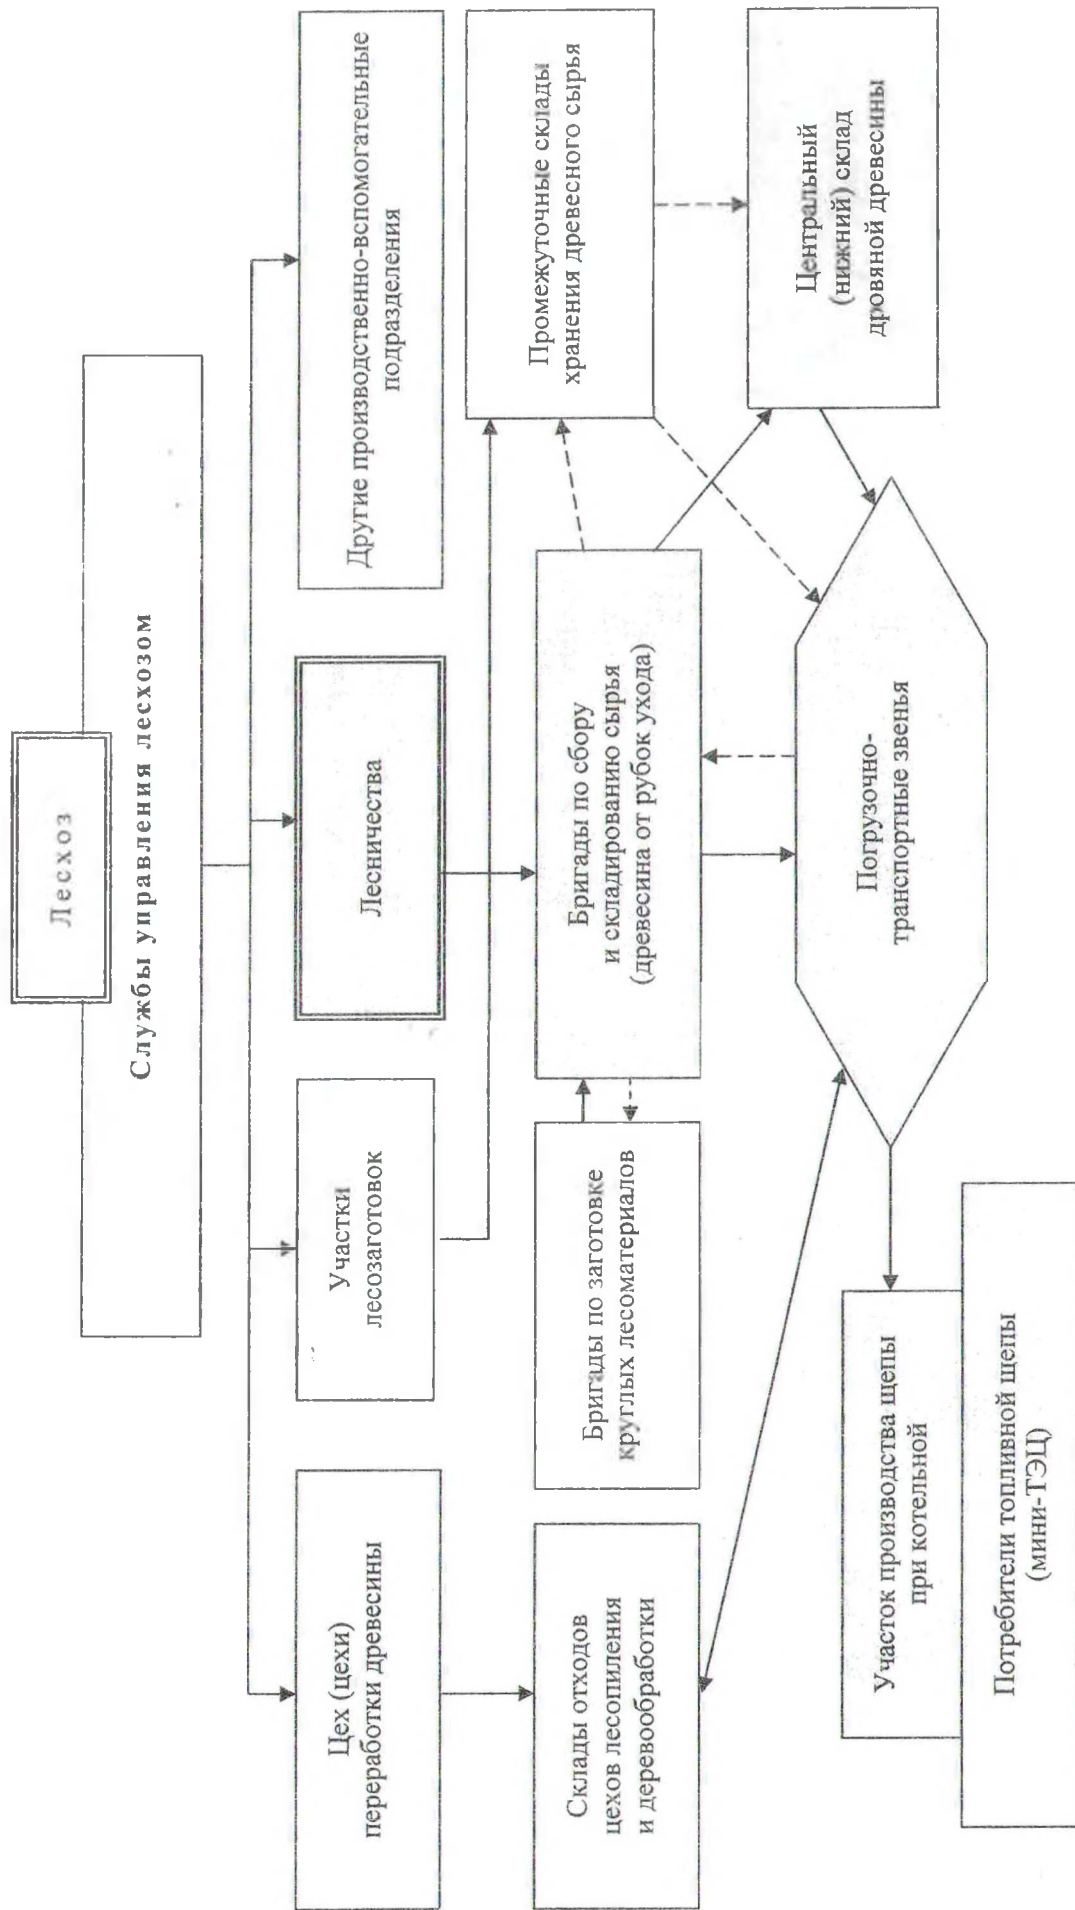 Лесхоз
Службы управления лесхозом
Цех (цехи)
переработки древесины
Участки
лесозаготовок
Лесничества
Другие производственно-вспомогательные
подразделения
Склады отходов
цехов лесопиления
и деревообработки
Бригады по заготовке
круглых лесоматериалов
Бригады по сбору
и складированию сырья
(древесина от рубок ухода)
Промежуточные склады
хранения древесного сырья
Центральный
(нижний) склад
дровяной древесины
Погрузочно-
транспортные звенья
Участок производства щепы
при котельной
Потребители топливной щепы
(мини-ТЭЦ)